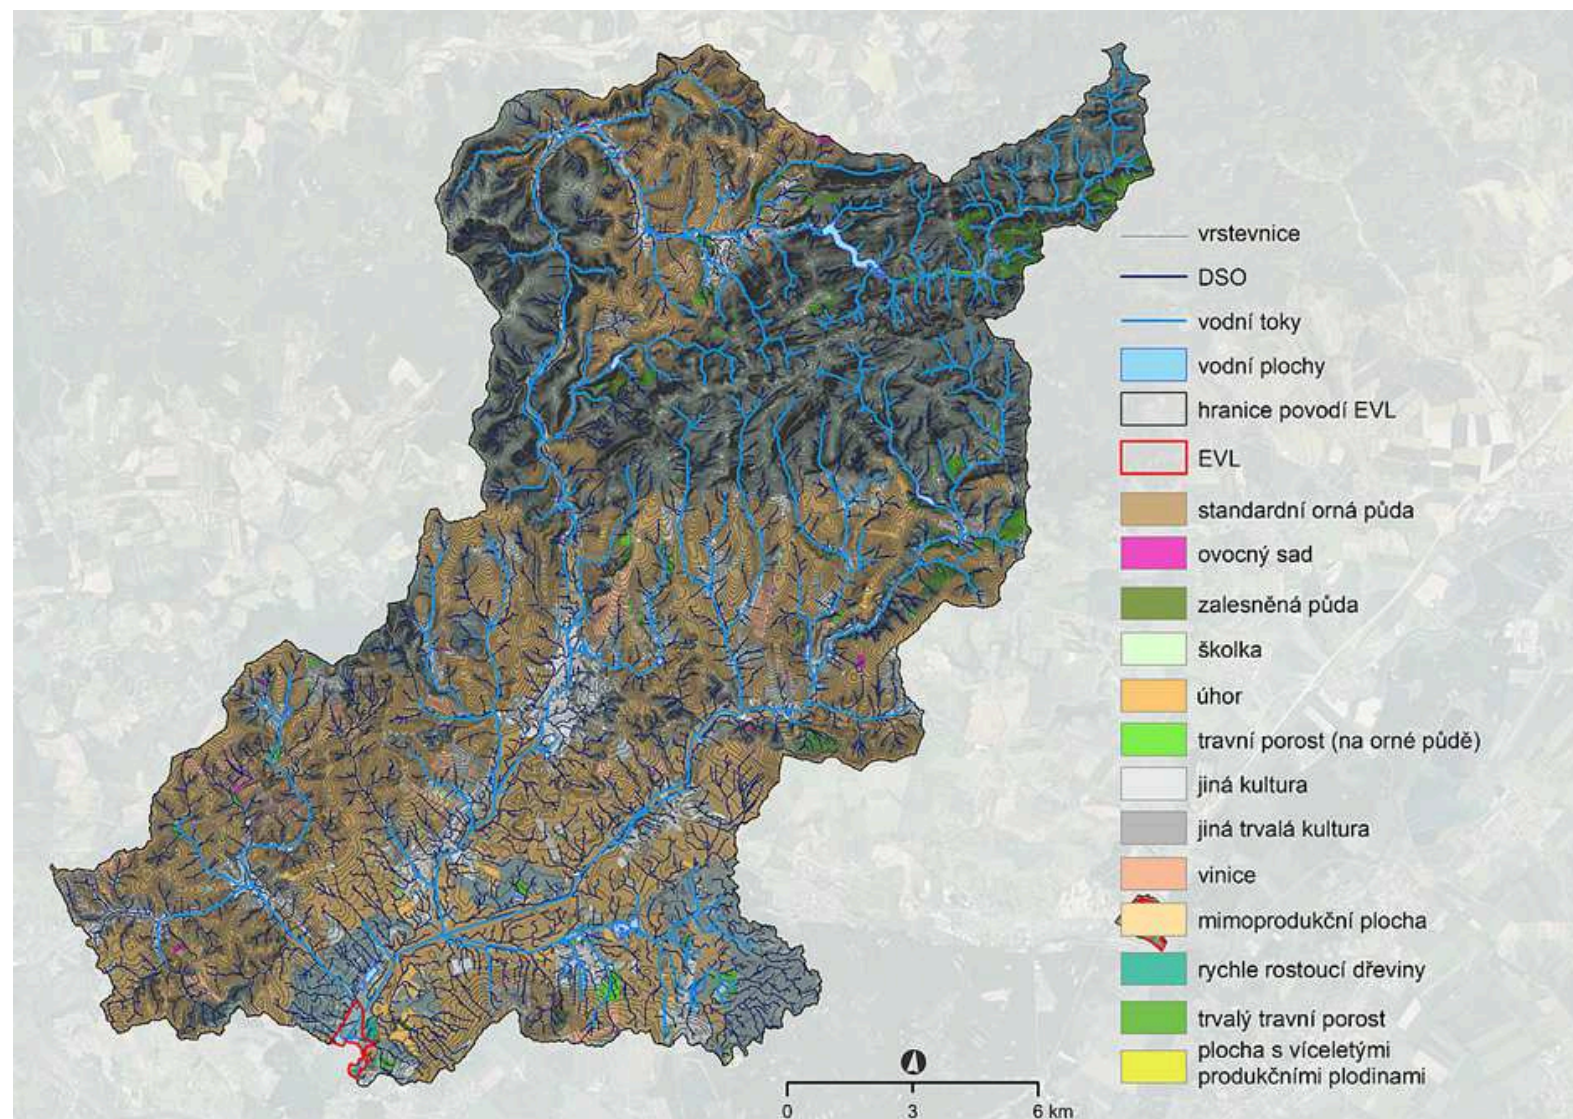 vrstevnice
DSO
vodní toky
vodní plochy
hranice povodí EVL
EVL
standardní orná půda
ovocný sad
zalesněná půda
školka
úhor
travní porost (na orné půdě)
jiná kultura
jiná trvalá kultura
vinice
mimoprodukční plocha
rychle rostoucí dřeviny
trvalý travní porost
plocha s víceletými
produkčními plodinami
0 3 6 km